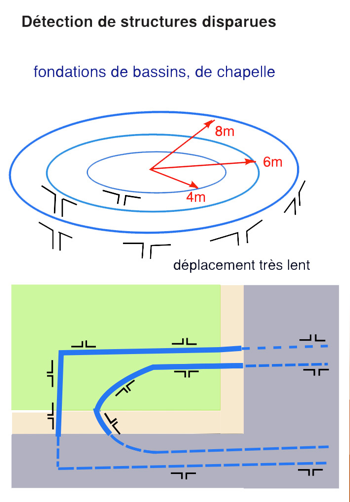 Détection de structures disparues
fondations de bassins, de chapelle
8m
6m
4m
déplacement très lent